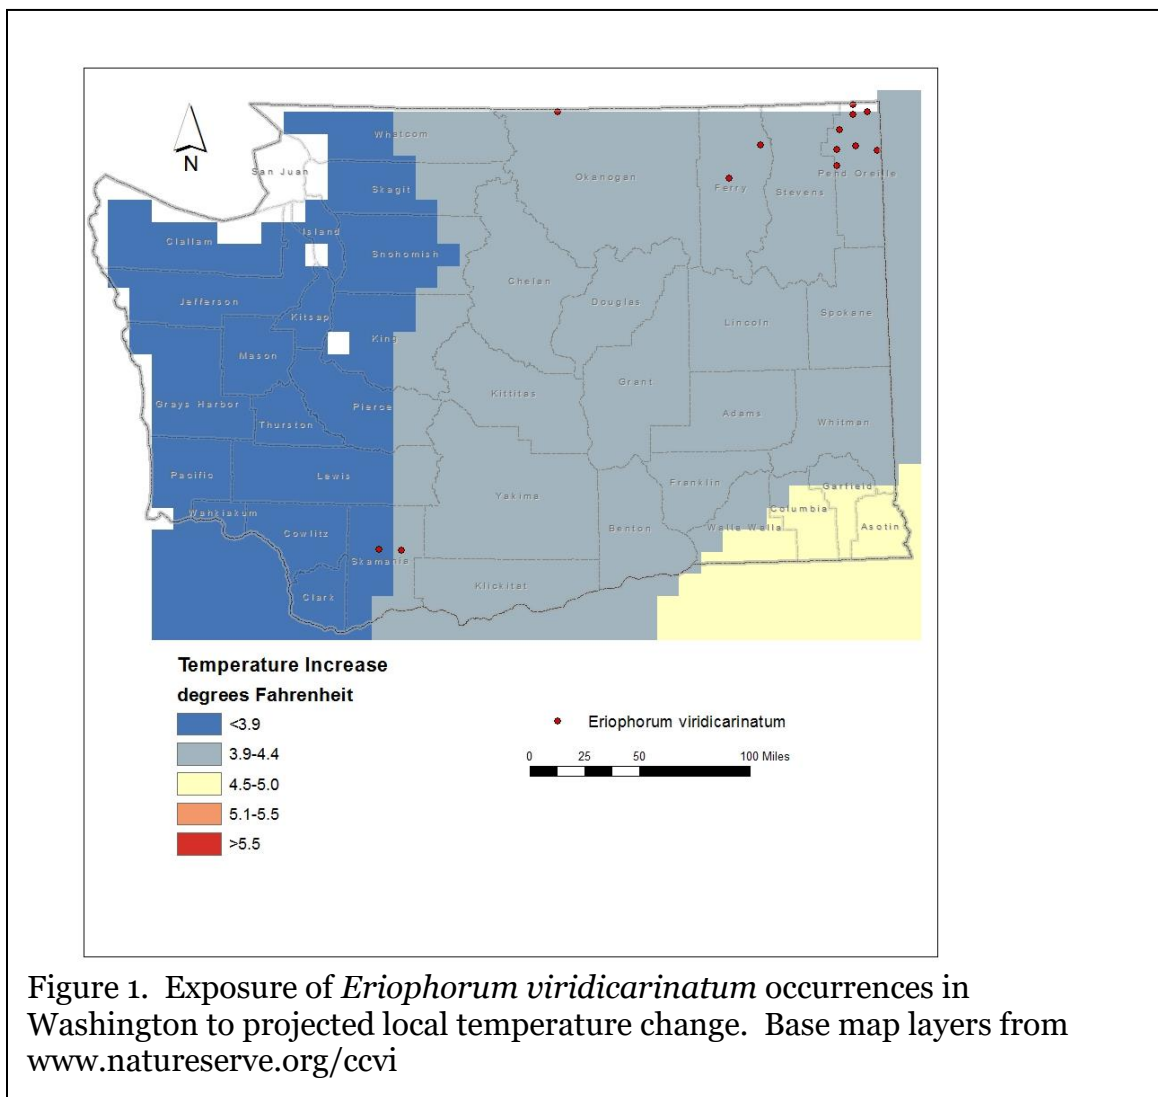 N
Whatcom
San Juan
Okanogan
Pend Oreille
Skagit
Ferry
Stevens
Island
Clallam
Snohomish
Chelan
Jefferson
Douglas
Kitsap
Lincoln
Spokane
King
Mason
Kittitas
Grant
Grays Harbor
Pierce
Adams
Whitman
Thurston
Pacific
Lewis
Yakima
Franklin
Garfield
Wahkiakum
Columbia
Cowlitz
Benton
Walla Walla
Asotin
Skamania
Clark
Klickitat
Temperature Increase
degrees Fahrenheit
<3.9
3.9-4.4
4.5-5.0
5.1-5.5
>5.5
Eriophorum viridicarinatum
0 25 50 100 Miles
Figure 1. Exposure of Eriophorum viridicarinatum occurrences in
Washington to projected local temperature change. Base map layers from
www.natureserve.org/ccvi